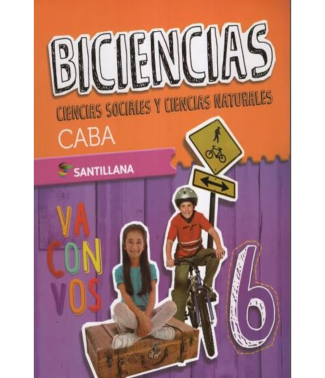 BICIENCIAS
CIENCIAS SOCIALES Y CIENCIAS NATURALES
CABA
SANTILLANA
VA
CON
VOS
6